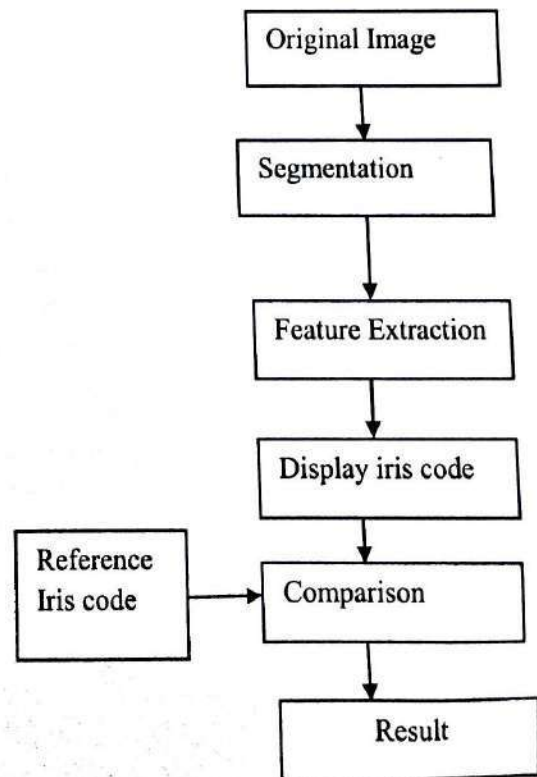 Original Image
Segmentation
Feature Extraction
Display iris code
Reference
Iris code
Comparison
Result